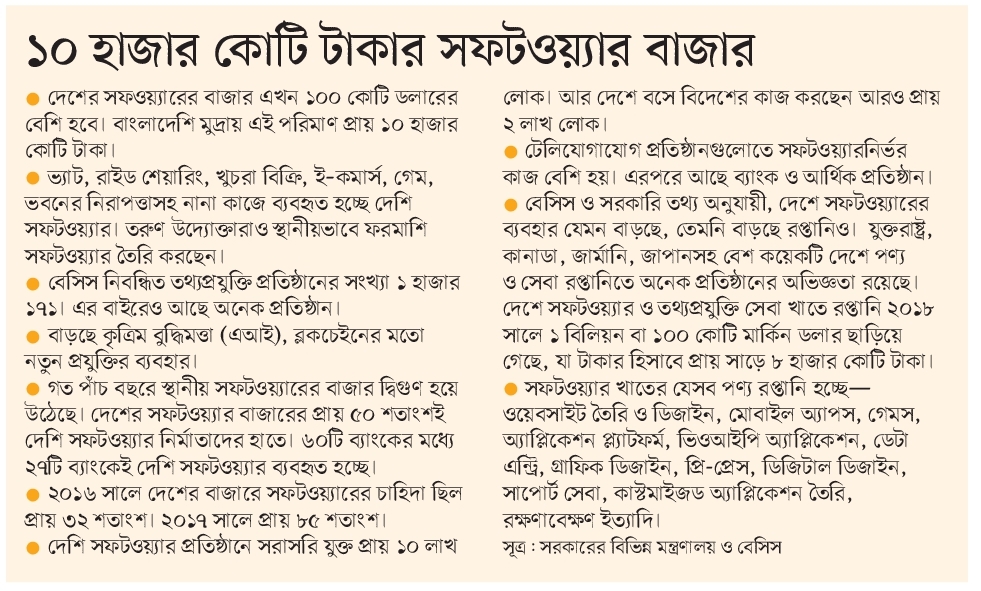 ১০ হাজার কোটি টাকার সফটওয়্যার বাজার
● দেশের সফওয়্যারের বাজার এখন ১০০ কোটি ডলারের
বেশি হবে। বাংলাদেশি মুদ্রায় এই পরিমাণ প্রায় ১০ হাজার
কোটি টাকা।
● ভ্যাট, রাইড শেয়ারিং, খুচরা বিক্রি, ই-কমার্স, গেম,
ভবনের নিরাপত্তাসহ নানা কাজে ব্যবহৃত হচ্ছে দেশি
সফটওয়্যার। তরুণ উদ্যোক্তারাও স্থানীয়ভাবে ফরমাশি
সফটওয়্যার তৈরি করছেন।
● বেসিস নিবন্ধিত তথ্যপ্রযুক্তি প্রতিষ্ঠানের সংখ্যা ১ হাজার
১৭১। এর বাইরেও আছে অনেক প্রতিষ্ঠান।
● বাড়ছে কৃত্রিম বুদ্ধিমত্তা (এআই), ব্লকচেইনের মতো
নতুন প্রযুক্তির ব্যবহার।
● গত পাঁচ বছরে স্থানীয় সফটওয়্যারের বাজার দ্বিগুণ হয়ে
উঠেছে। দেশের সফটওয়্যার বাজারের প্রায় ৫০ শতাংশই
দেশি সফটওয়্যার নির্মাতাদের হাতে। ৬০টি ব্যাংকের মধ্যে
২৭টি ব্যাংকেই দেশি সফটওয়্যার ব্যবহৃত হচ্ছে।
● ২০১৬ সালে দেশের বাজারে সফটওয়্যারের চাহিদা ছিল
প্রায় ৩২ শতাংশ। ২০১৭ সালে প্রায় ৮৫ শতাংশ।
● দেশি সফটওয়্যার প্রতিষ্ঠানে সরাসরি যুক্ত প্রায় ১০ লাখ
লোক। আর দেশে বসে বিদেশের কাজ করছেন আরও প্রায়
২ লাখ লোক।
● টেলিযোগাযোগ প্রতিষ্ঠানগুলোতে সফটওয়্যারনির্ভর
কাজ বেশি হয়। এরপরে আছে ব্যাংক ও আর্থিক প্রতিষ্ঠান।
● বেসিস ও সরকারি তথ্য অনুযায়ী, দেশে সফটওয়্যারের
ব্যবহার যেমন বাড়ছে, তেমনি বাড়ছে রপ্তানিও। যুক্তরাষ্ট্র,
কানাডা, জার্মানি, জাপানসহ বেশ কয়েকটি দেশে পণ্য
ও সেবা রপ্তানিতে অনেক প্রতিষ্ঠানের অভিজ্ঞতা রয়েছে।
দেশে সফটওয়্যার ও তথ্যপ্রযুক্তি সেবা খাতে রপ্তানি ২০১৮
সালে ১ বিলিয়ন বা ১০০ কোটি মার্কিন ডলার ছাড়িয়ে
গেছে, যা টাকার হিসাবে প্রায় সাড়ে ৮ হাজার কোটি টাকা।
● সফটওয়্যার খাতের যেসব পণ্য রপ্তানি হচ্ছে—
ওয়েবসাইট তৈরি ও ডিজাইন, মোবাইল অ্যাপস, গেমস,
অ্যাপ্লিকেশন প্ল্যাটফর্ম, ভিওআইপি অ্যাপ্লিকেশন, ডেটা
এন্ট্রি, গ্রাফিক ডিজাইন, প্রি-প্রেস, ডিজিটাল ডিজাইন,
সাপোর্ট সেবা, কাস্টমাইজড অ্যাপ্লিকেশন তৈরি,
রক্ষণাবেক্ষণ ইত্যাদি।
সূত্র : সরকারের বিভিন্ন মন্ত্রণালয় ও বেসিস